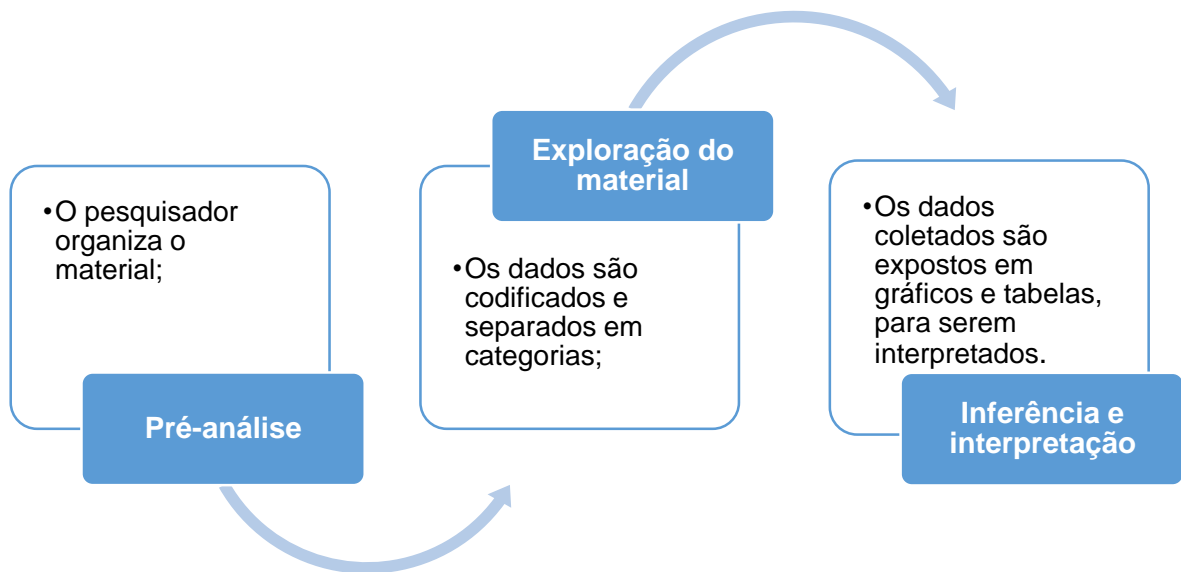 •O pesquisador
organiza o
material;
Pré-análise
Exploração do
material
•Os dados são
codificados e
separados em
categorias;
•Os dados
coletados são
expostos em
gráficos e tabelas,
para serem
interpretados.
Inferência e
interpretação